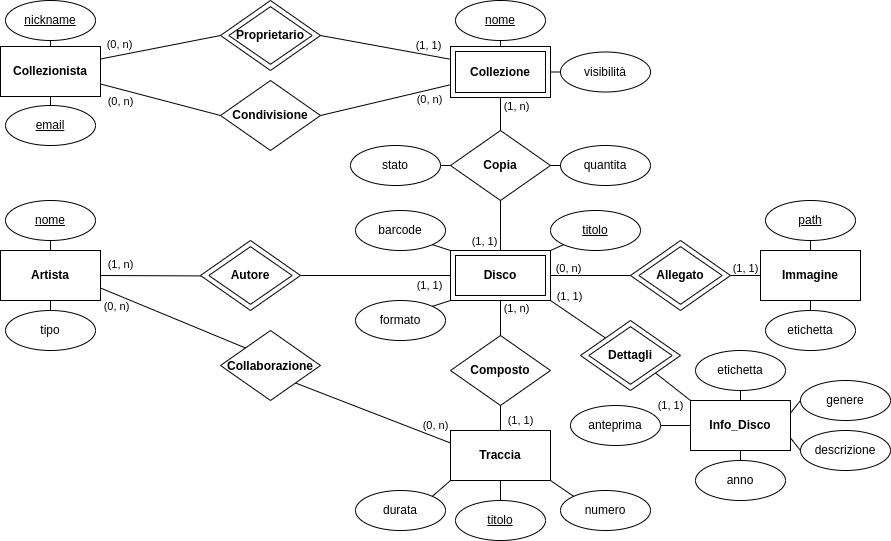 nickname
nome
(0, n)
Proprietario
(1, 1)
Collezionista
Collezione
visibilità
(0, n)
Condivisione
(0, n)
(1, n)
email
stato
Copia
quantita
nome
barcode
titolo
path
(1, 1)
(1, n)
(0, n)
(1, 1)
Artista
Autore
Disco
Allegato
Immagine
(1, 1)
(1, 1)
(0, n)
(1, n)
tipo
formato
etichetta
Dettagli
Collaborazione
Composto
etichetta
(1, 1)
genere
(0, n)
(1, 1)
anteprima
Info_Disco
Traccia
descrizione
anno
durata
titolo
numero